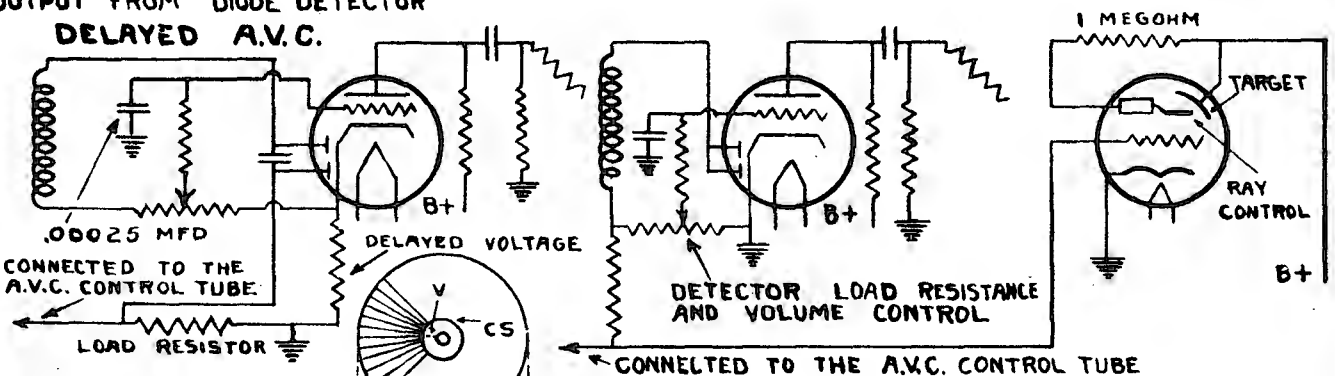 OUTPUT FROM DIODE DETECTOR
DELAYED A.V.C.
B+
.00025 MFD
CONNECTED TO THE
A.V.C. CONTROL TUBE
LOAD RESISTOR
DELAYED VOLTAGE
V
CS
B+
DETECTOR LOAD RESISTANCE
AND VOLUME CONTROL
CONNECTED TO THE A.V.C. CONTROL TUBE
1 MEGOHM
TARGET
RAY
CONTROL
B+